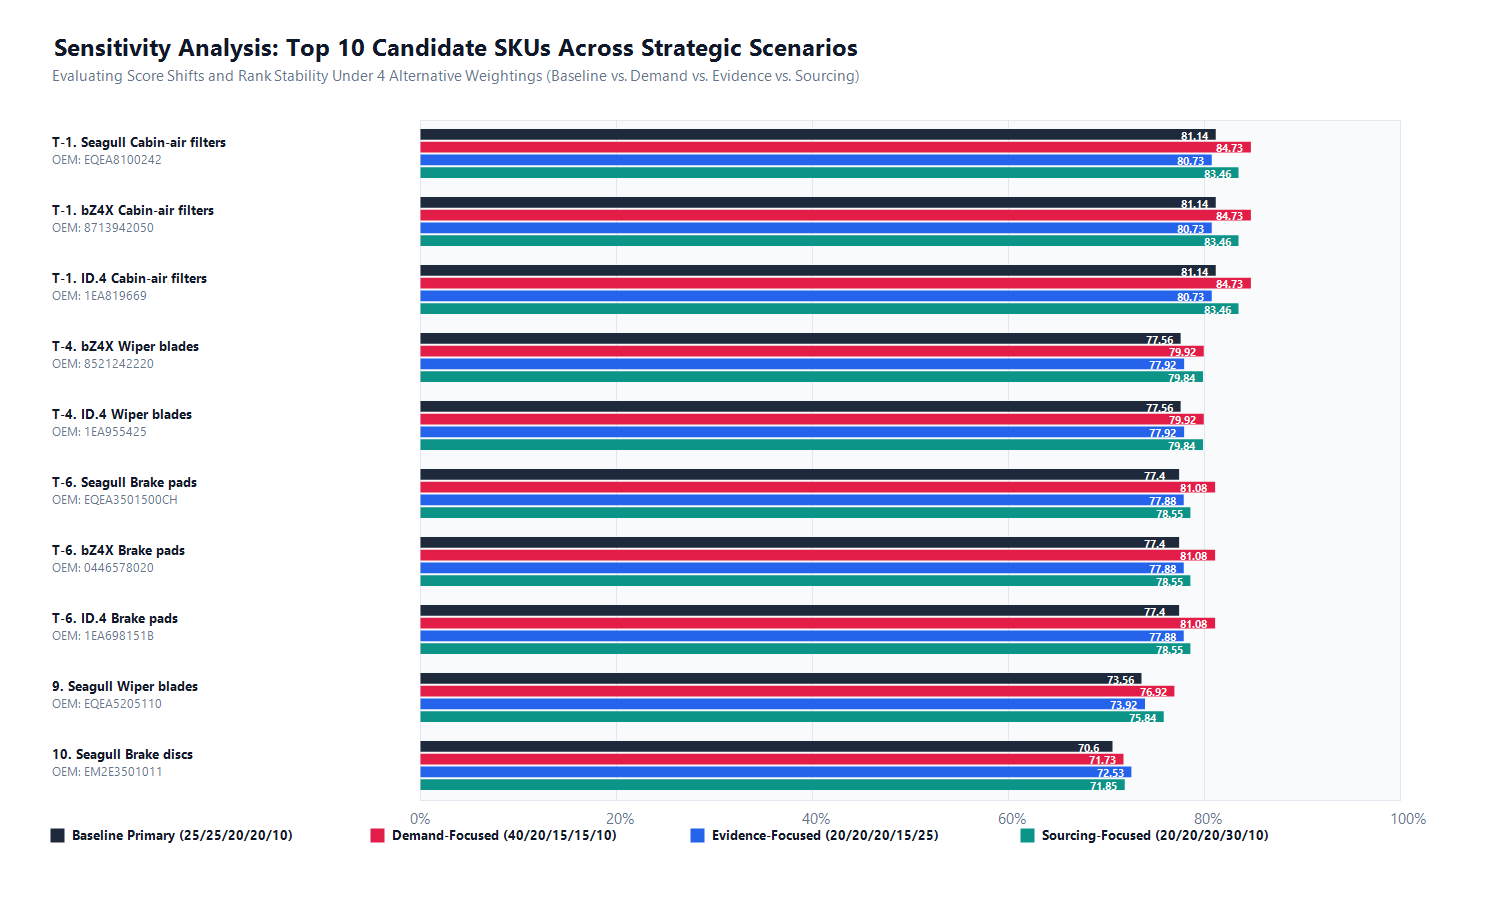 Sensitivity Analysis: Top 10 Candidate SKUs Across Strategic Scenarios
Evaluating Score Shifts and Rank Stability Under 4 Alternative Weightings (Baseline vs. Demand vs. Evidence vs. Sourcing)
T-1. Seagull Cabin-air filters
OEM: EQEA8100242
81.14
84.73
80.73
83.46
T-1. bZ4X Cabin-air filters
OEM: 8713942050
81.14
84.73
80.73
83.46
T-1. ID.4 Cabin-air filters
OEM: 1EA819669
81.14
84.73
80.73
83.46
T-4. bZ4X Wiper blades
OEM: 8521242220
77.56
79.92
77.92
79.84
T-4. ID.4 Wiper blades
OEM: 1EA955425
77.56
79.92
77.92
79.84
T-6. Seagull Brake pads
OEM: EQEA3501500CH
77.4
81.08
77.88
78.55
T-6. bZ4X Brake pads
OEM: 0446578020
77.4
81.08
77.88
78.55
T-6. ID.4 Brake pads
OEM: 1EA698151B
77.4
81.08
77.88
78.55
9. Seagull Wiper blades
OEM: EQEA5205110
73.56
76.92
73.92
75.84
10. Seagull Brake discs
OEM: EM2E3501011
70.6
71.73
72.53
71.85
0% 20% 40% 60% 80% 100%
Baseline Primary (25/25/20/20/10) Demand-Focused (40/20/15/15/10) Evidence-Focused (20/20/20/15/25) Sourcing-Focused (20/20/20/30/10)